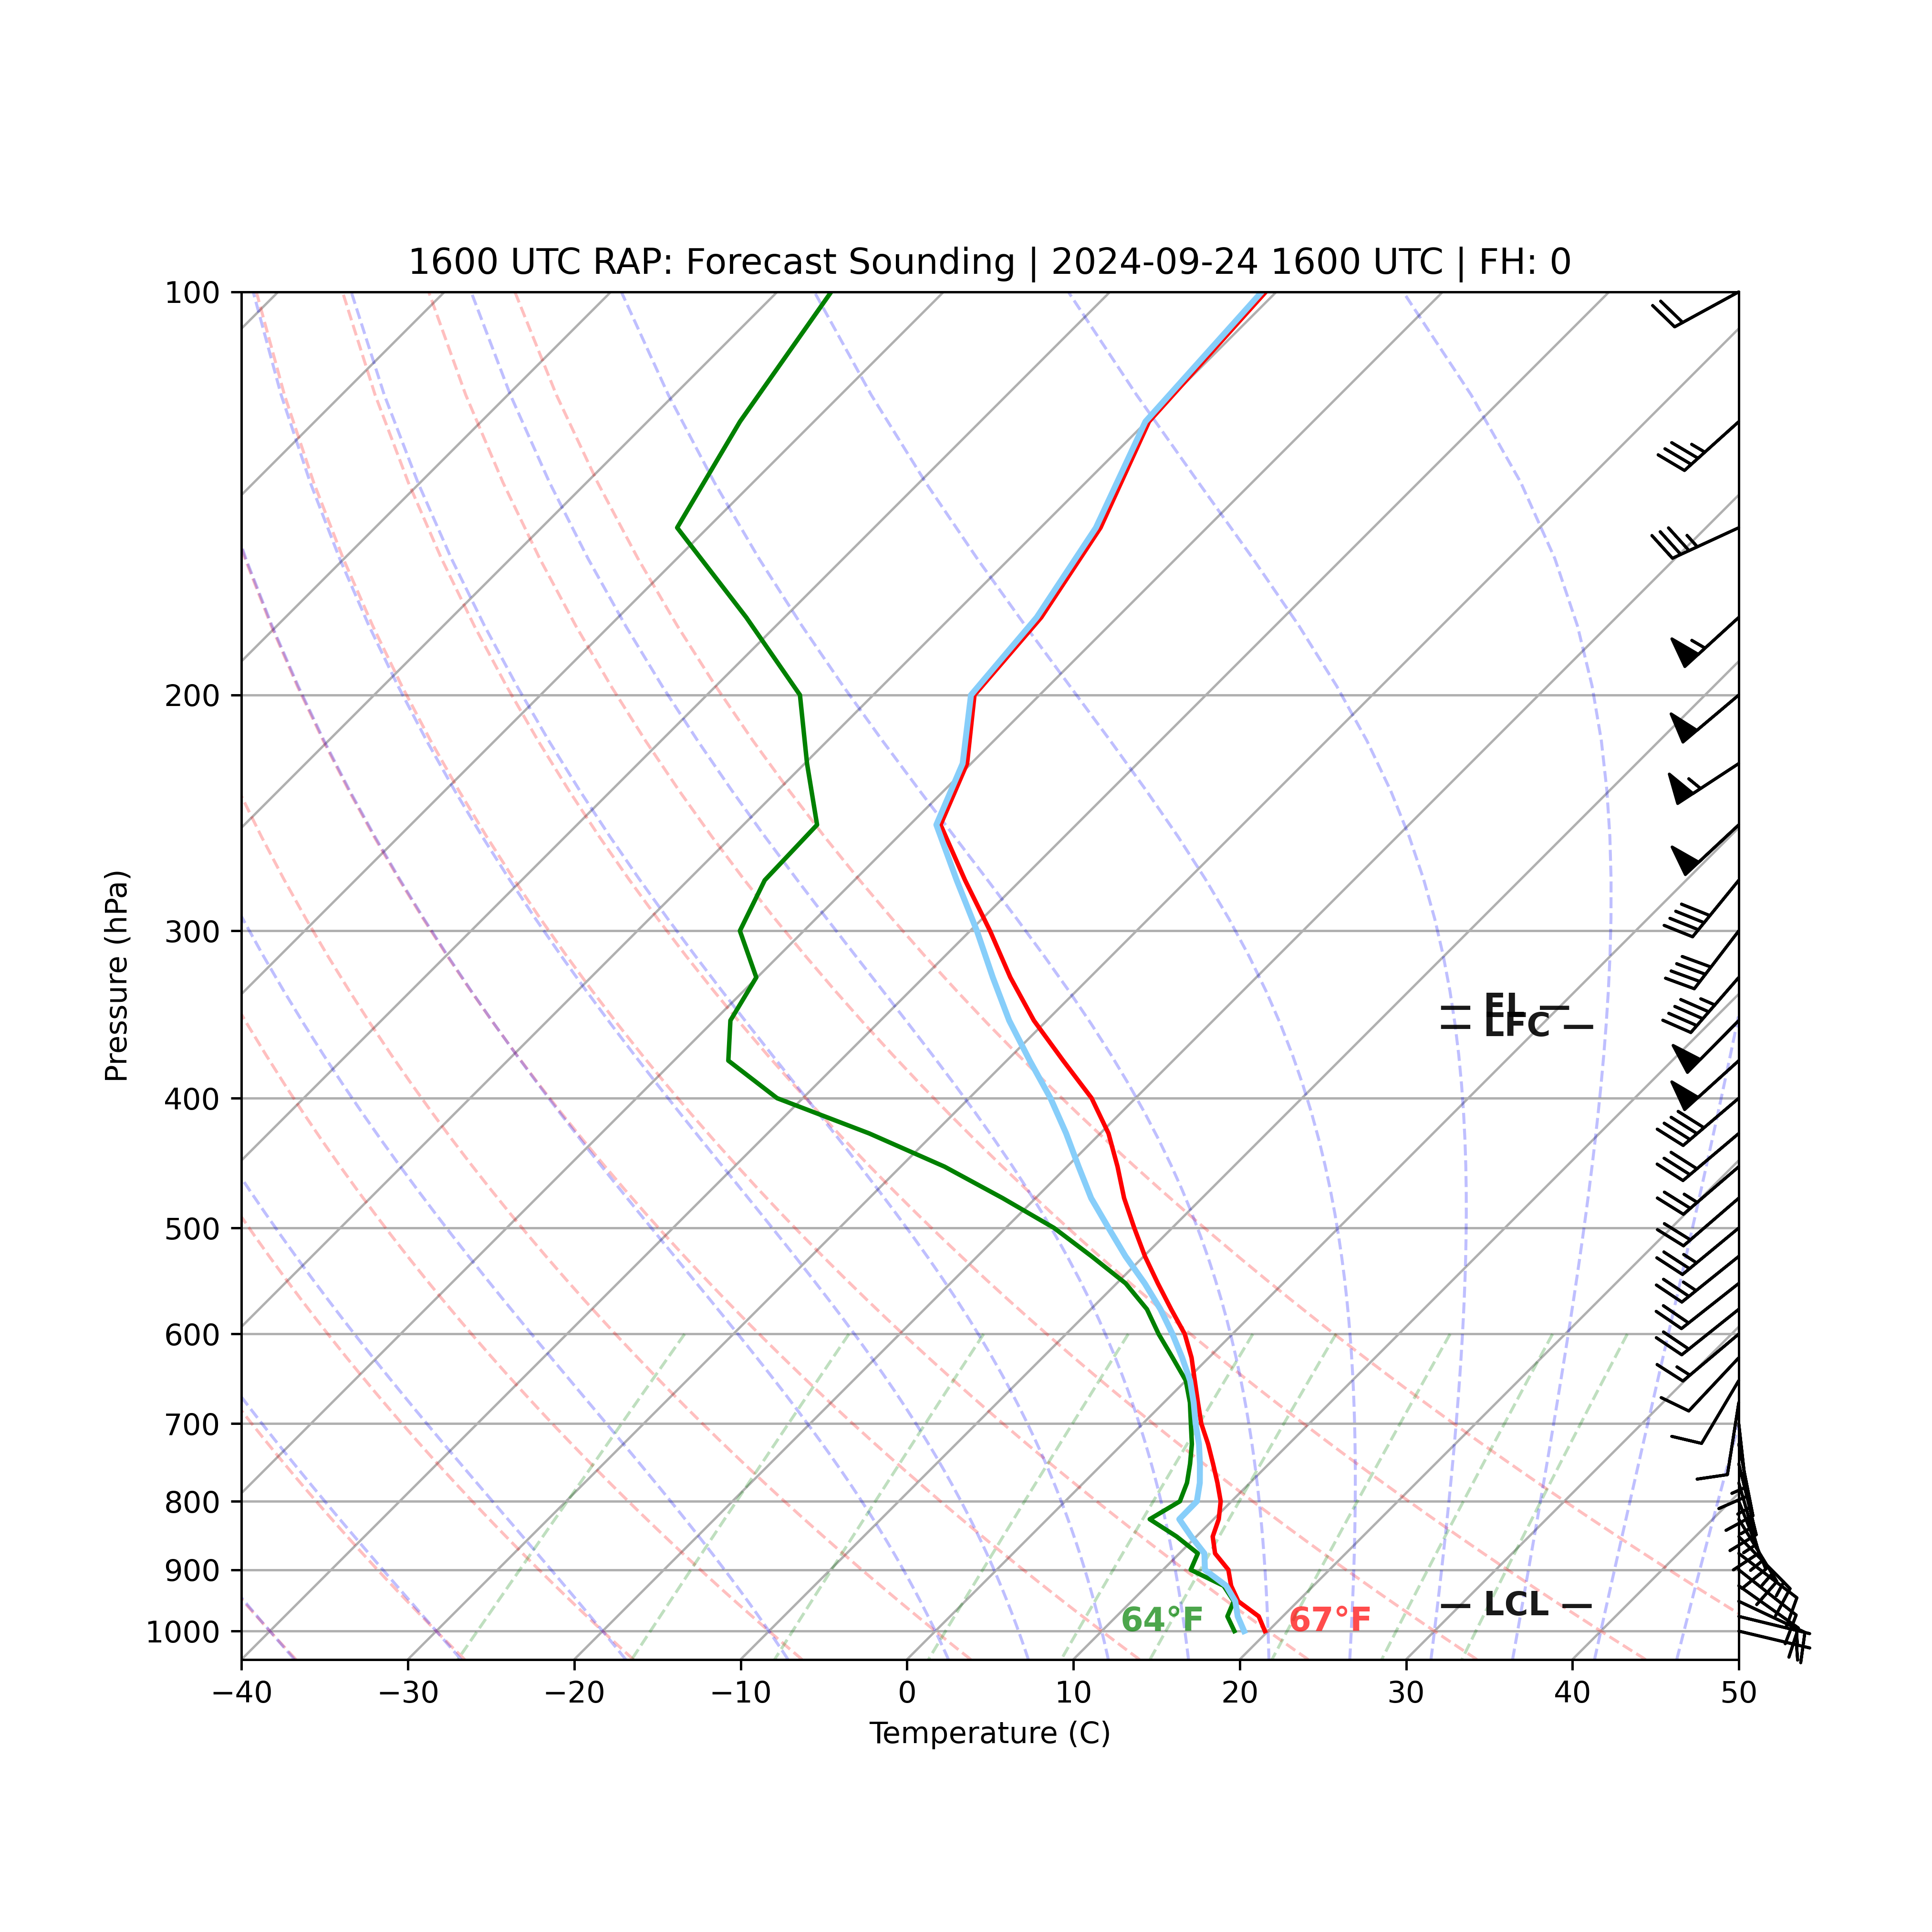 1600 UTC RAP: Forecast Sounding | 2024-09-24 1600 UTC | FH: 0
100
200
300
— EL —
— LFC —
400
500
600
700
800
900
— LCL —
64°F 67°F
1000
−40 −30 −20 −10 0 10 20 30 40 50
Temperature (C)
Pressure (hPa)